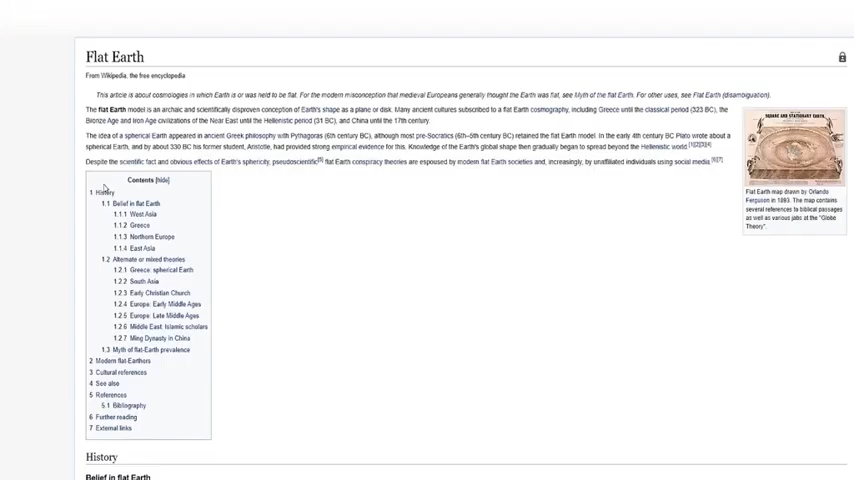 Flat Earth
From Wikipedia, the free encyclopedia
This article is about cosmologies in which Earth is or was held to be flat. For the modern misconception that medieval Europeans generally thought the Earth was flat, see Myth of the flat Earth. For other uses, see Flat Earth (disambiguation).
The flat Earth model is an archaic and scientifically disproven conception of Earth's shape as a plane or disk. Many ancient cultures subscribed to a flat Earth cosmography, including Greece until the classical period (323 BC), the
Bronze Age and Iron Age civilizations of the Near East until the Hellenistic period (31 BC), and China until the 17th century.
The idea of a spherical Earth appeared in ancient Greek philosophy with Pythagoras (6th century BC), although most pre-Socratics (6th–5th century BC) retained the flat Earth model. In the early 4th century BC Plato wrote about a
spherical Earth, and by about 330 BC his former student, Aristotle, had provided strong empirical evidence for this. Knowledge of the Earth's global shape then gradually began to spread beyond the Hellenistic world.[1][2][3][4]
Despite the scientific fact and obvious effects of Earth's sphericity, pseudoscientific[5] flat Earth conspiracy theories are espoused by modern flat Earth societies and, increasingly, by unaffiliated individuals using social media.[6][7]
SQUARE AND STATIONARY EARTH
Flat Earth map drawn by Orlando
Ferguson in 1893. The map contains
several references to biblical passages
as well as various jabs at the "Globe
Theory".
Contents [hide]
1 History
1.1 Belief in flat Earth
1.1.1 West Asia
1.1.2 Greece
1.1.3 Northern Europe
1.1.4 East Asia
1.2 Alternate or mixed theories
1.2.1 Greece: spherical Earth
1.2.2 South Asia
1.2.3 Early Christian Church
1.2.4 Europe: Early Middle Ages
1.2.5 Europe: Late Middle Ages
1.2.6 Middle East: Islamic scholars
1.2.7 Ming Dynasty in China
1.3 Myth of flat-Earth prevalence
2 Modern flat-Earthers
3 Cultural references
4 See also
5 References
5.1 Bibliography
6 Further reading
7 External links
History
Belief in flat Earth